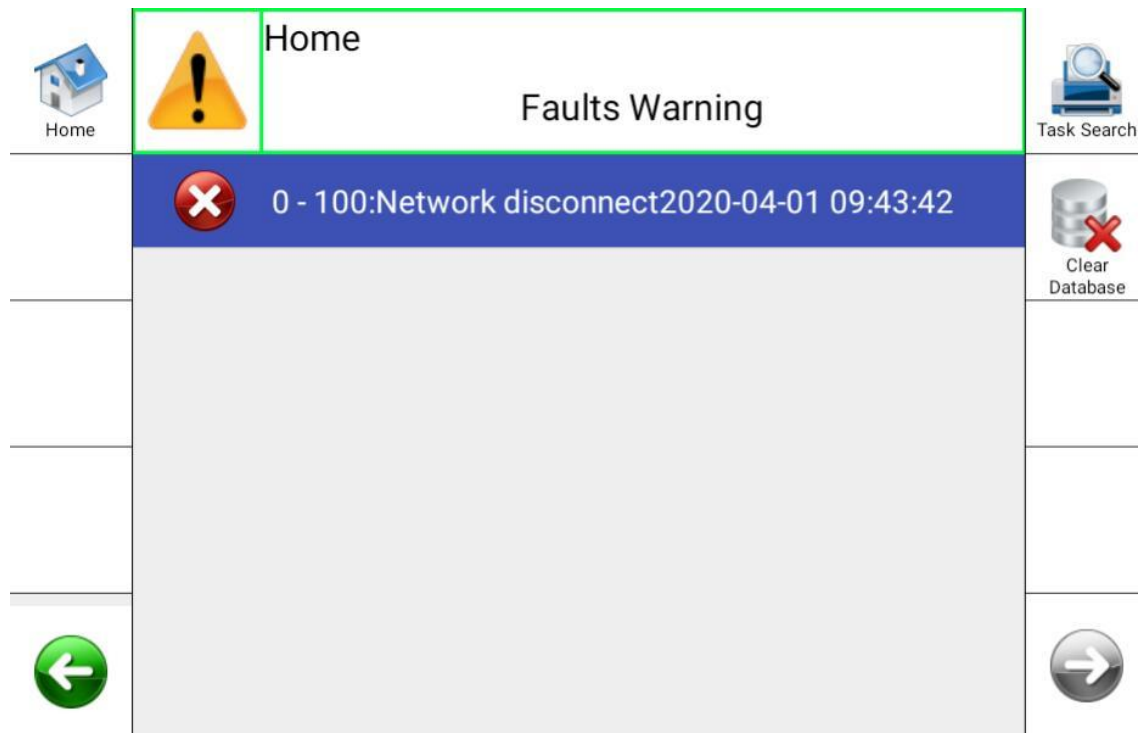 Home
Home
Faults Warning
Task Search
0 - 100:Network disconnect2020-04-01 09:43:42
Clear
Database